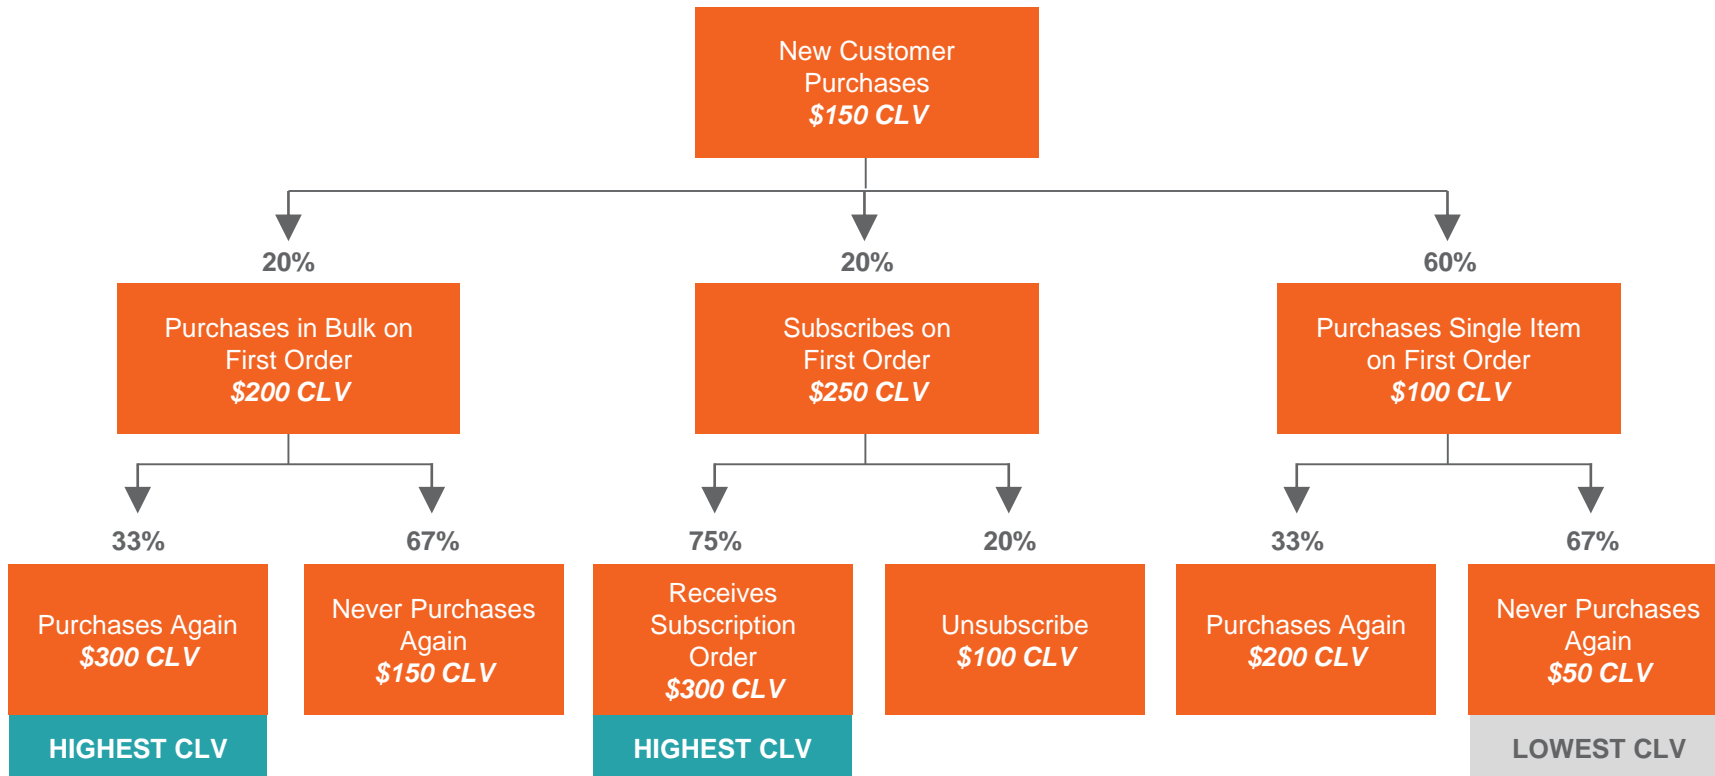 New Customer
Purchases
$150 CLV
20%
20%
60%
Purchases in Bulk on
First Order
$200 CLV
Subscribes on
First Order
$250 CLV
Purchases Single Item
on First Order
$100 CLV
33%
67%
75%
20%
33%
67%
Purchases Again
$300 CLV
Never Purchases
Again
$150 CLV
Receives
Subscription
Order
$300 CLV
Unsubscribe
$100 CLV
Purchases Again
$200 CLV
Never Purchases
Again
$50 CLV
HIGHEST CLV
HIGHEST CLV
LOWEST CLV